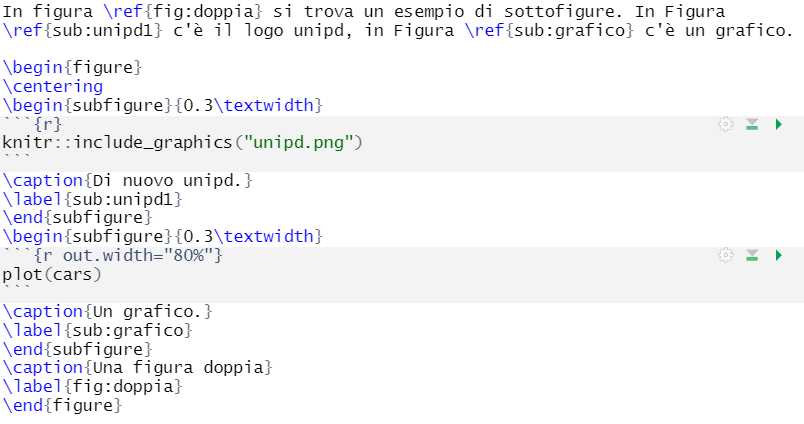 In figura \ref{fig:doppia} si trova un esempio di sottofigure. In Figura
\ref{sub:unipd1} c'è il logo unipd, in Figura \ref{sub:grafico} c'è un grafico.

\begin{figure}
\centering
\begin{subfigure}{0.3\textwidth}
```{r}
knitr::include_graphics("unipd.png")
```
\caption{Di nuovo unipd.}
\label{sub:unipd1}
\end{subfigure}
\begin{subfigure}{0.3\textwidth}
```{r out.width="80%"}
plot(cars)
```
\caption{Un grafico.}
\label{sub:grafico}
\end{subfigure}
\caption{Una figura doppia}
\label{fig:doppia}
\end{figure}